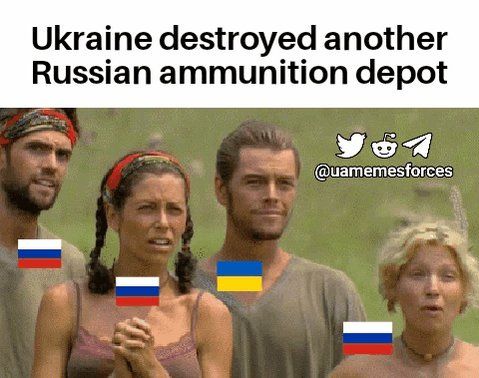 Ukraine destroyed another
Russian ammunition depot
@uamemesforces